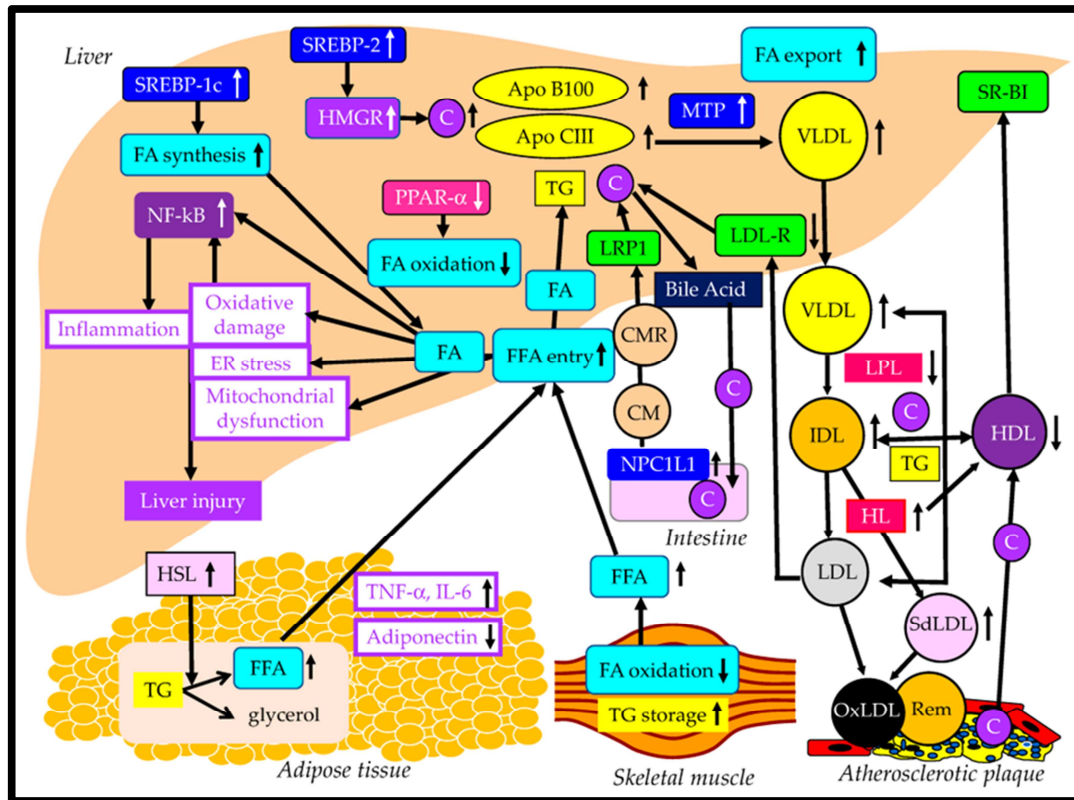 Liver
SREBP-2
FA export
SREBP-1c
Apo B100
SR-BI
HMGR
C
MTP
VLDL
Apo CIII
FA synthesis
TG
C
NF-kB
PPAR-α
LRP1
LDL-R
FA oxidation
Bile Acid
FA
VLDL
Inflammation
Oxidative
damage
CMR
ER stress
FA
FFA entry
LPL
Mitochondrial
dysfunction
C
CM
C
IDL
HDL
NPC1L1
TG
C
Liver injury
HL
Intestine
C
HSL
FFA
LDL
TNF-α, IL-6
SdLDL
Adiponectin
FFA
FA oxidation
TG
OxLDL
Rem
glycerol
TG storage
C
Adipose tissue
Skeletal muscle
Atherosclerotic plaque